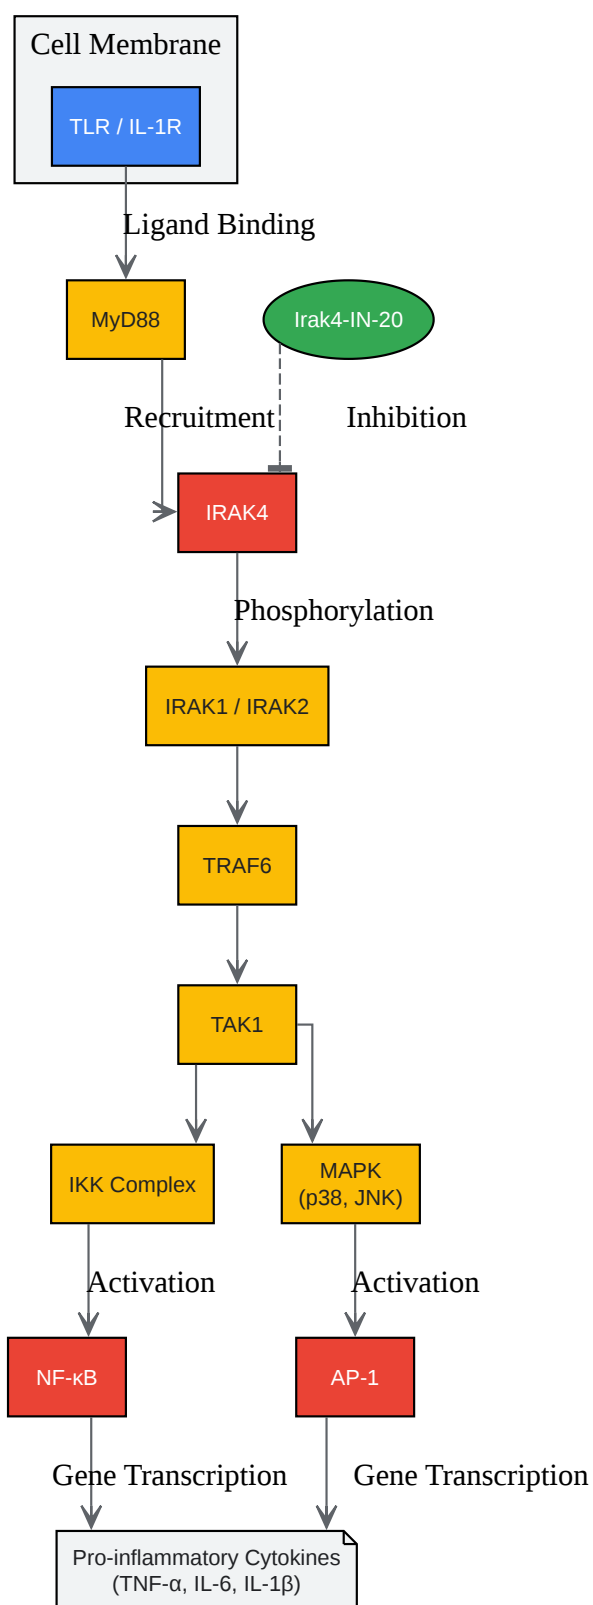 Cell Membrane
TLR / IL-1R
Ligand Binding
MyD88
Irak4-IN-20
Recruitment
Inhibition
IRAK4
Phosphorylation
IRAK1 / IRAK2
TRAF6
TAK1
IKK Complex
MAPK
(p38, JNK)
Activation
Activation
NF-κB
AP-1
Gene Transcription
Gene Transcription
Pro-inflammatory Cytokines
(TNF-α, IL-6, IL-1β)